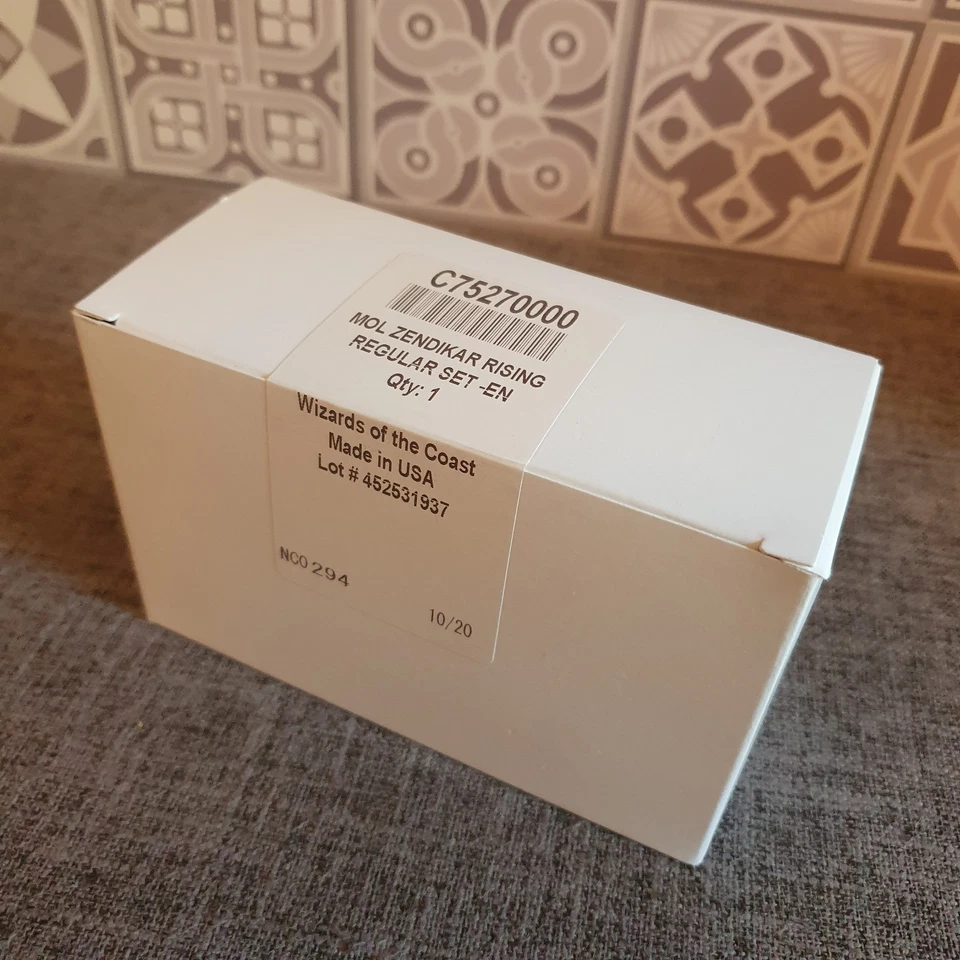 C75270000
MOL ZENDIKAR RISING
REGULAR SET -EN
Qty: 1
Wizards of the Coast
Made in USA
Lot # 452531937
NCO294
10/20